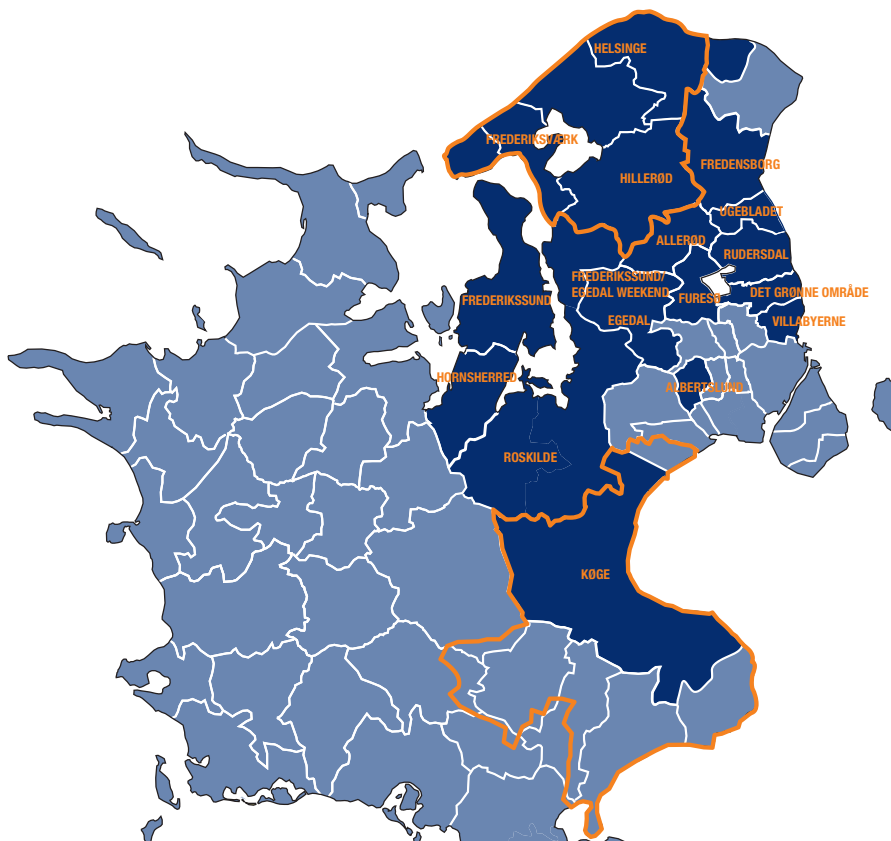 HELSINGE
FREDERIKSVÆRK
FREDENSBORG
HILLERØD
UGEBLADET
ALLERØD
RUDERSDAL
FREDERIKSSUND/
EGEDAL WEEKEND
FREDERIKSSUND
FURESØ
DET GRØNNE OMRÅDE
EGEDAL
VILLABYERNE
HORNSHERRED
ALBERTSLUND
ROSKILDE
KØGE